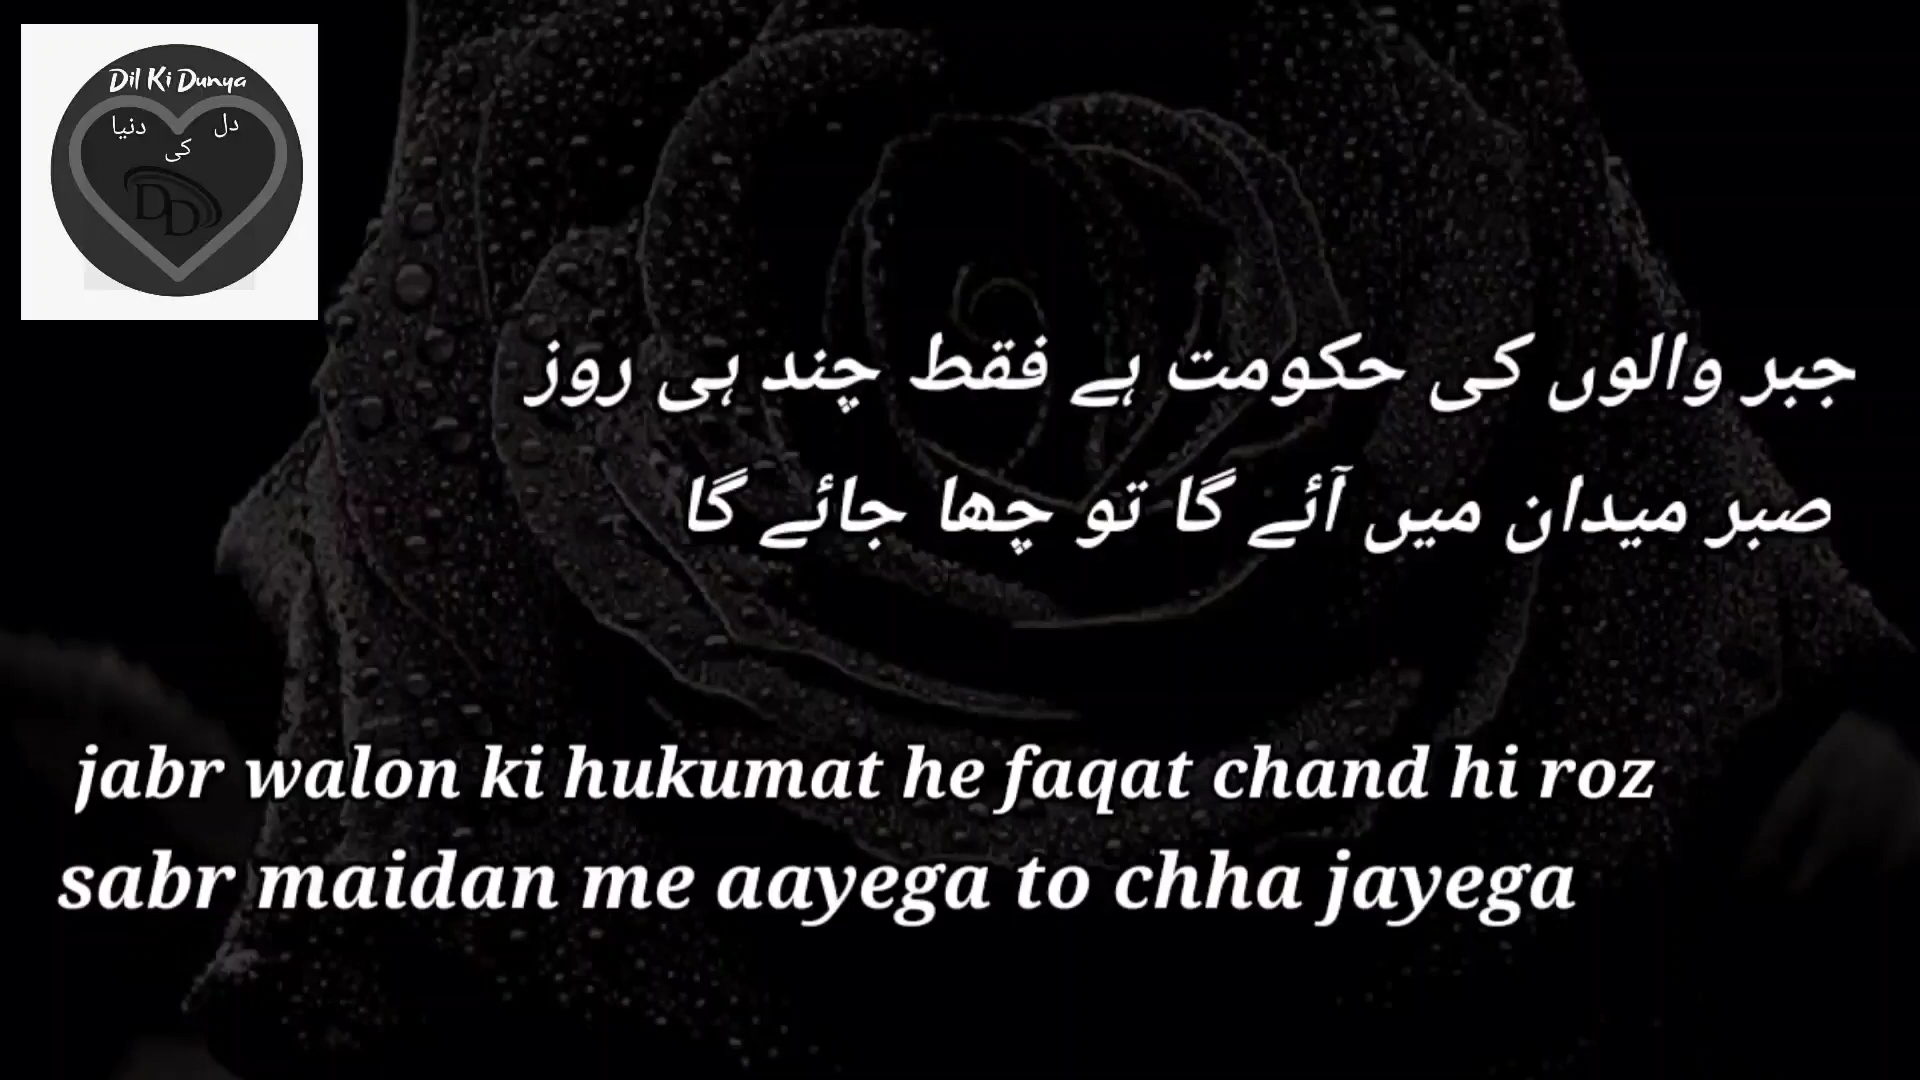 Dil Ki Dunya
دل کی دنیا
DD
جبر والوں کی حکومت ہے فقط چند ہی روز
صبر میدان میں آئے گا تو چھا جائے گا
jabr walon ki hukumat he faqat chand hi roz
sabr maidan me aayega to chha jayega